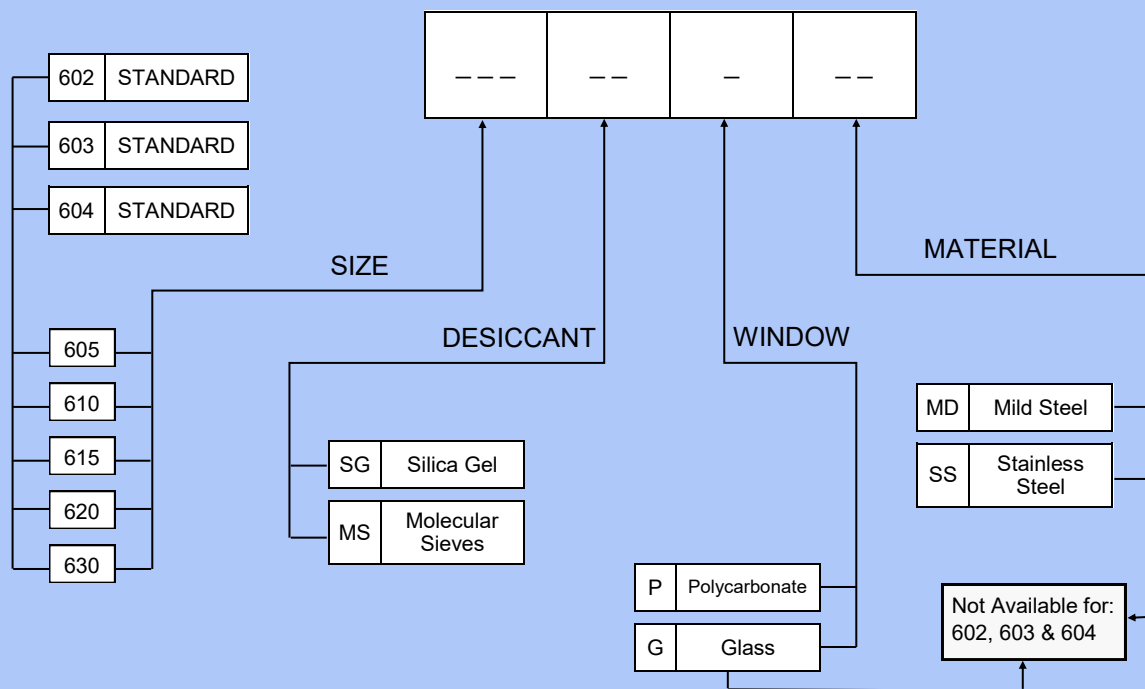 _ _ _ _ _ _ _ _
602 STANDARD
603 STANDARD
604 STANDARD
SIZE
MATERIAL
DESICCANT
WINDOW
605
610
615
620
630
MD Mild Steel
SS Stainless
Steel
SG Silica Gel
MS Molecular
Sieves
P Polycarbonate
G Glass
Not Available for:
602, 603 & 604